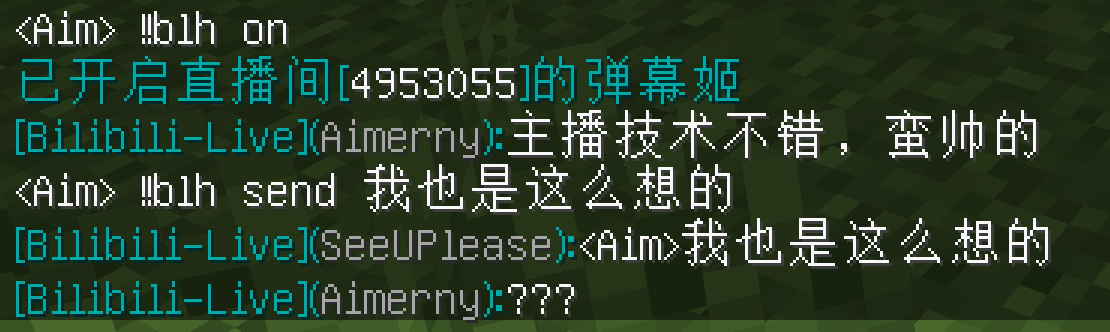 <Aim> !!blh on
已开启直播间[4953055]的弹幕姬
[Bilibili-Live](Aimerny):主播技术不错，蛮帅的
<Aim> !!blh send 我也是这么想的
[Bilibili-Live](SeeUPlease):<Aim>我也是这么想的
[Bilibili-Live](Aimerny):???